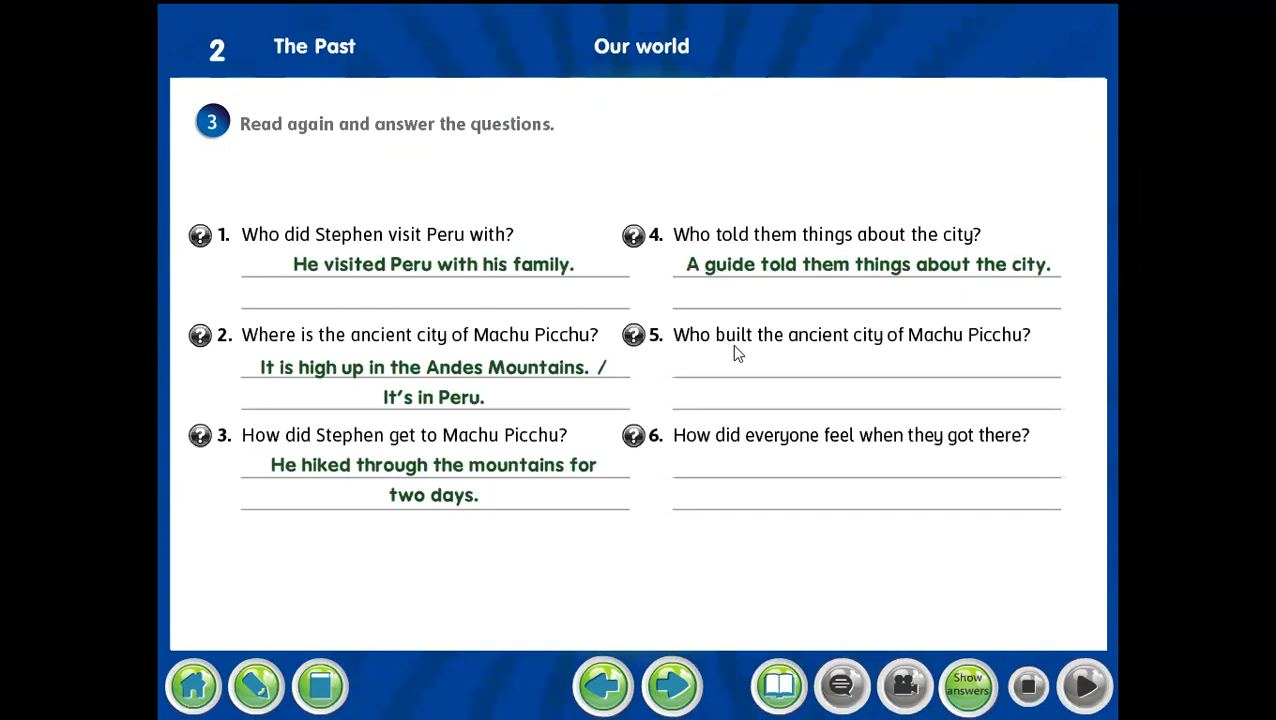 2 The Past Our world
3 Read again and answer the questions.
? 1. Who did Stephen visit Peru with?
He visited Peru with his family.
? 2. Where is the ancient city of Machu Picchu?
It is high up in the Andes Mountains. /
It's in Peru.
? 3. How did Stephen get to Machu Picchu?
He hiked through the mountains for
two days.
? 4. Who told them things about the city?
A guide told them things about the city.
? 5. Who built the ancient city of Machu Picchu?
? 6. How did everyone feel when they got there?
Show
answers